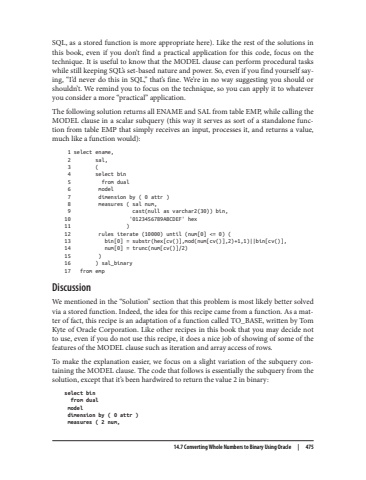 SQL, as a stored function is more appropriate here). Like the rest of the solutions in
this book, even if you don't find a practical application for this code, focus on the
technique. It is useful to know that the MODEL clause can perform procedural tasks
while still keeping SQL's set-based nature and power. So, even if you find yourself say-
ing, "I'd never do this in SQL," that's fine. We're in no way suggesting you should or
shouldn't. We remind you to focus on the technique, so you can apply it to whatever
you consider a more "practical" application.
The following solution returns all ENAME and SAL from table EMP, while calling the
MODEL clause in a scalar subquery (this way it serves as sort of a standalone func-
tion from table EMP that simply receives an input, processes it, and returns a value,
much like a function would):
1 select ename,
2 sal,
3 (
4 select bin
5 from dual
6 model
7 dimension by ( 0 attr )
8 measures ( sal num,
9 cast(null as varchar2(30)) bin,
10 '0123456789ABCDEF' hex
11 )
12 rules iterate (10000) until (num[0] <= 0) (
13 bin[0] = substr(hex[cv()],mod(num[cv()],2)+1,1)||bin[cv()],
14 num[0] = trunc(num[cv()]/2)
15 )
16 ) sal_binary
17 from emp
Discussion
We mentioned in the "Solution" section that this problem is most likely better solved
via a stored function. Indeed, the idea for this recipe came from a function. As a mat-
ter of fact, this recipe is an adaptation of a function called TO_BASE, written by Tom
Kyte of Oracle Corporation. Like other recipes in this book that you may decide not
to use, even if you do not use this recipe, it does a nice job of showing of some of the
features of the MODEL clause such as iteration and array access of rows.
To make the explanation easier, we focus on a slight variation of the subquery con-
taining the MODEL clause. The code that follows is essentially the subquery from the
solution, except that it's been hardwired to return the value 2 in binary:
select bin
from dual
model
dimension by ( 0 attr )
measures ( 2 num,
14.7 Converting Whole Numbers to Binary Using Oracle | 475